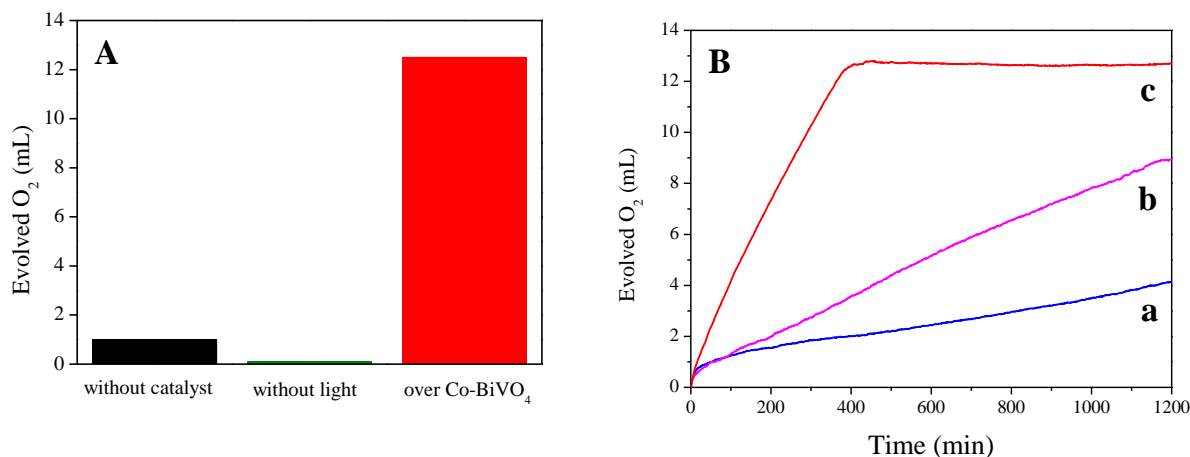 A
Evolved O₂ (mL)
14
12
10
8
6
4
2
0
without catalyst without light over Co-BiVO₄
B
Evolved O₂ (mL)
14
12
10
8
6
4
2
0
c
b
a
0 200 400 600 800 1000 1200
Time (min)